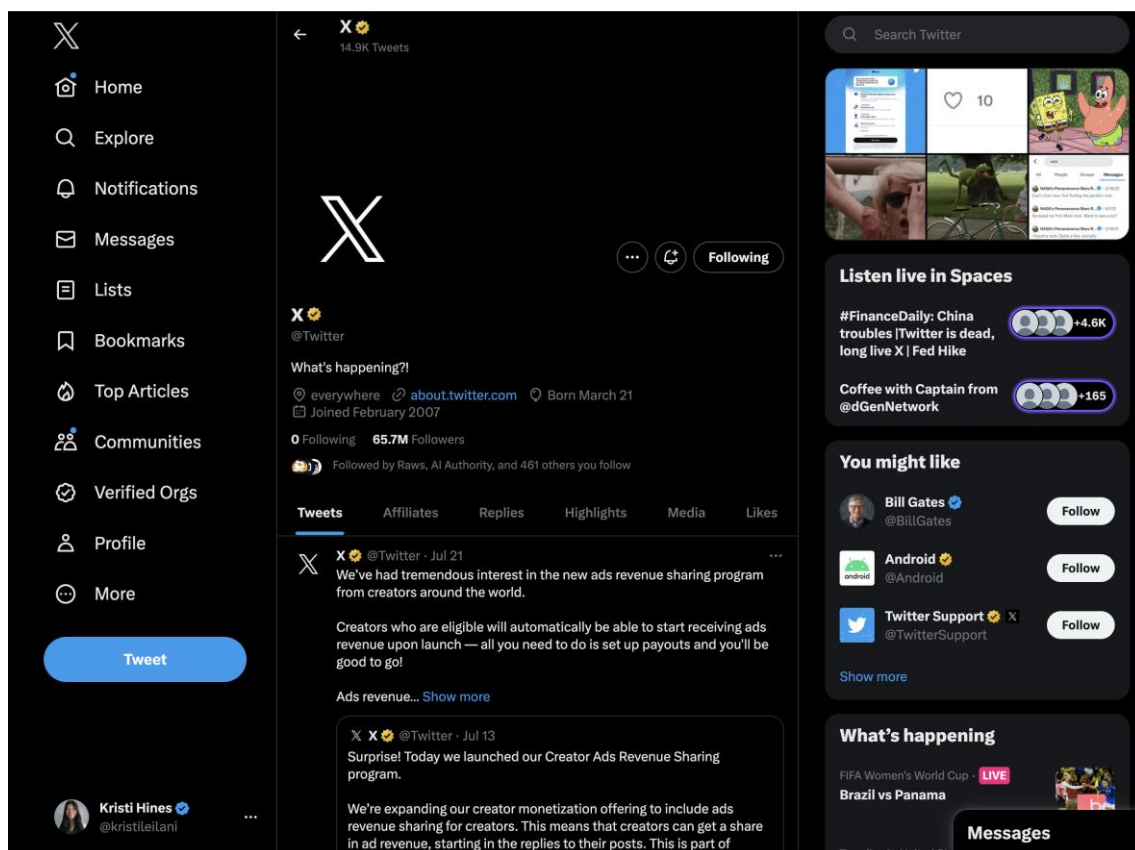 X
14.9K Tweets
Search Twitter
Home
Explore
Notifications
Messages
Lists
Bookmarks
Top Articles
Communities
Verified Orgs
Profile
More
Tweet
Kristi Hines
@kristileilani
Following
X
@Twitter
What's happening?!
everywhere about.twitter.com Born March 21
Joined February 2007
0 Following 65.7M Followers
Followed by Raws, AI Authority, and 461 others you follow
Tweets Affiliates Replies Highlights Media Likes
X @Twitter · Jul 21
We've had tremendous interest in the new ads revenue sharing program
from creators around the world.
Creators who are eligible will automatically be able to start receiving ads
revenue upon launch — all you need to do is set up payouts and you'll be
good to go!
Ads revenue... Show more
X @Twitter · Jul 13
Surprise! Today we launched our Creator Ads Revenue Sharing
program.
We're expanding our creator monetization offering to include ads
revenue sharing for creators. This means that creators can get a share
in ad revenue, starting in the replies to their posts. This is part of
10
All People Groups Messages
Listen live in Spaces
#FinanceDaily: China
troubles |Twitter is dead,
long live X | Fed Hike
+4.6K
Coffee with Captain from
@dGenNetwork
+165
You might like
Bill Gates
@BillGates
Follow
android
Android
@Android
Follow
Twitter Support
@TwitterSupport
Follow
Show more
What's happening
FIFA Women's World Cup · LIVE
Brazil vs Panama
Messages